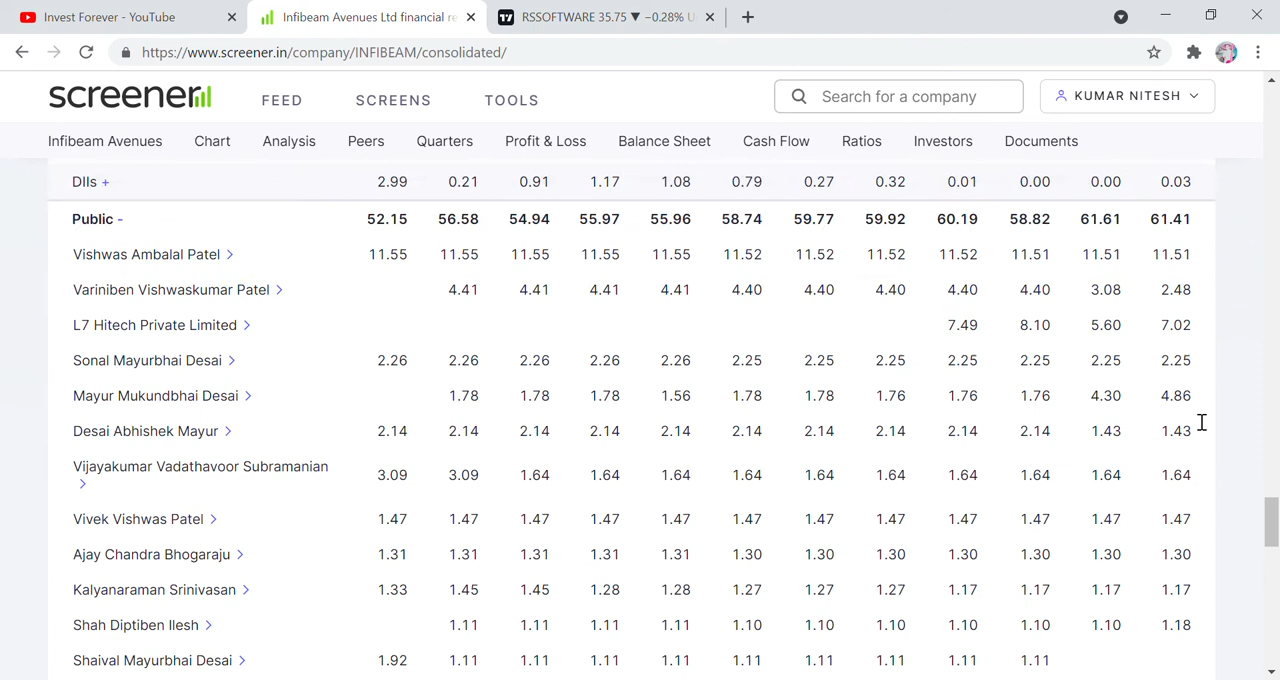 Invest Forever - YouTube
Infibeam Avenues Ltd financial re
RSSOFTWARE 35.75 ▼ −0.28% U
https://www.screener.in/company/INFIBEAM/consolidated/
screener
FEED
SCREENS
TOOLS
Search for a company
KUMAR NITESH
Infibeam Avenues Chart Analysis Peers Quarters Profit & Loss Balance Sheet Cash Flow Ratios Investors Documents
DIIs + 2.99 0.21 0.91 1.17 1.08 0.79 0.27 0.32 0.01 0.00 0.00 0.03
Public - 52.15 56.58 54.94 55.97 55.96 58.74 59.77 59.92 60.19 58.82 61.61 61.41
Vishwas Ambalal Patel > 11.55 11.55 11.55 11.55 11.55 11.52 11.52 11.52 11.52 11.51 11.51 11.51
Variniben Vishwaskumar Patel > 4.41 4.41 4.41 4.41 4.40 4.40 4.40 4.40 4.40 3.08 2.48
L7 Hitech Private Limited > 7.49 8.10 5.60 7.02
Sonal Mayurbhai Desai > 2.26 2.26 2.26 2.26 2.26 2.25 2.25 2.25 2.25 2.25 2.25 2.25
Mayur Mukundbhai Desai > 1.78 1.78 1.78 1.56 1.78 1.78 1.76 1.76 1.76 4.30 4.86
Desai Abhishek Mayur > 2.14 2.14 2.14 2.14 2.14 2.14 2.14 2.14 2.14 2.14 1.43 1.43
Vijayakumar Vadathavoor Subramanian
> 3.09 3.09 1.64 1.64 1.64 1.64 1.64 1.64 1.64 1.64 1.64 1.64
Vivek Vishwas Patel > 1.47 1.47 1.47 1.47 1.47 1.47 1.47 1.47 1.47 1.47 1.47 1.47
Ajay Chandra Bhogaraju > 1.31 1.31 1.31 1.31 1.31 1.30 1.30 1.30 1.30 1.30 1.30 1.30
Kalyanaraman Srinivasan > 1.33 1.45 1.45 1.28 1.28 1.27 1.27 1.27 1.17 1.17 1.17 1.17
Shah Diptiben Ilesh > 1.11 1.11 1.11 1.11 1.10 1.10 1.10 1.10 1.10 1.10 1.18
Shaival Mayurbhai Desai > 1.92 1.11 1.11 1.11 1.11 1.11 1.11 1.11 1.11 1.11